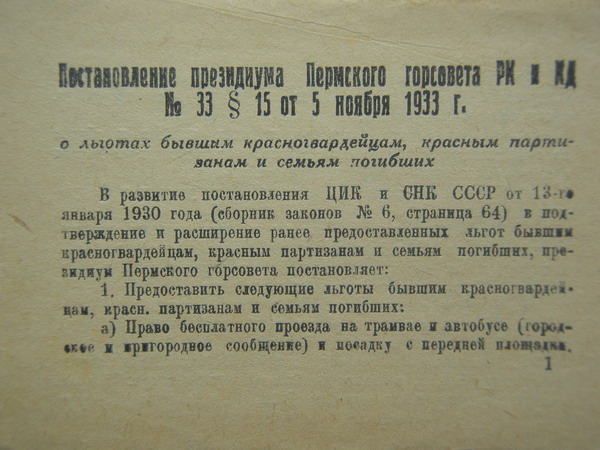 Постановление президиума Пермского горсовета РК и КД
№ 33 § 15 от 5 ноября 1933 г.
о льготах бывшим красногвардейцам, красным парти-
занам и семьям погибших
В развитие постановления ЦИК и СНК СССР от 13-го
января 1930 года (сборник законов № 6, страница 64) в под-
тверждение и расширение ранее предоставленных льгот бывшим
красногвардейцам, красным партизанам и семьям погибших, пре-
зидиум Пермского горсовета постановляет:
1. Предоставить следующие льготы бывшим красногвардей-
цам, красн. партизанам и семьям погибших:
а) Право бесплатного проезда на трамвае и автобусе (город-
ское и пригородное сообщение) и посадку с передней площадки.
1